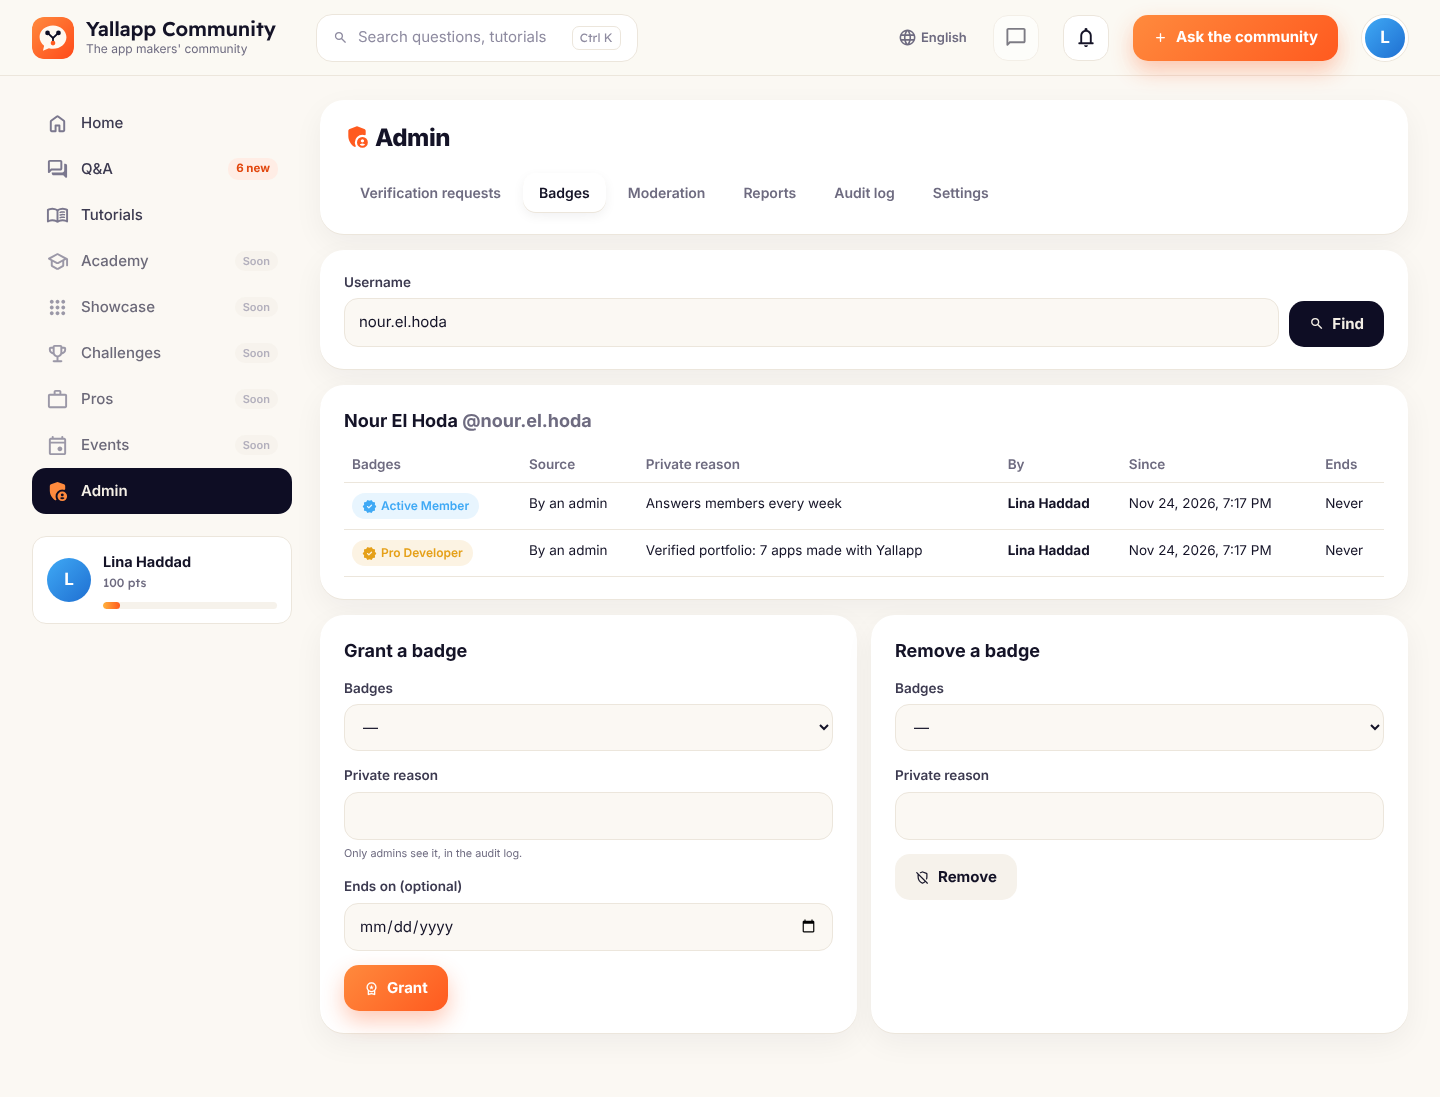 Yallapp Community
The app makers' community
Search questions, tutorials
Ctrl K
English
+ Ask the community
L
Home
Q&A
6 new
Tutorials
Academy
Soon
Showcase
Soon
Challenges
Soon
Pros
Soon
Events
Soon
Admin
L
Lina Haddad
100 pts
Admin
Verification requests
Badges
Moderation
Reports
Audit log
Settings
Username
nour.el.hoda
Find
Nour El Hoda @nour.el.hoda
Badges Source Private reason By Since Ends
Active Member By an admin Answers members every week Lina Haddad Nov 24, 2026, 7:17 PM Never
Pro Developer By an admin Verified portfolio: 7 apps made with Yallapp Lina Haddad Nov 24, 2026, 7:17 PM Never
Grant a badge
Badges
—
Private reason
Only admins see it, in the audit log.
Ends on (optional)
mm/dd/yyyy
Grant
Remove a badge
Badges
—
Private reason
Remove